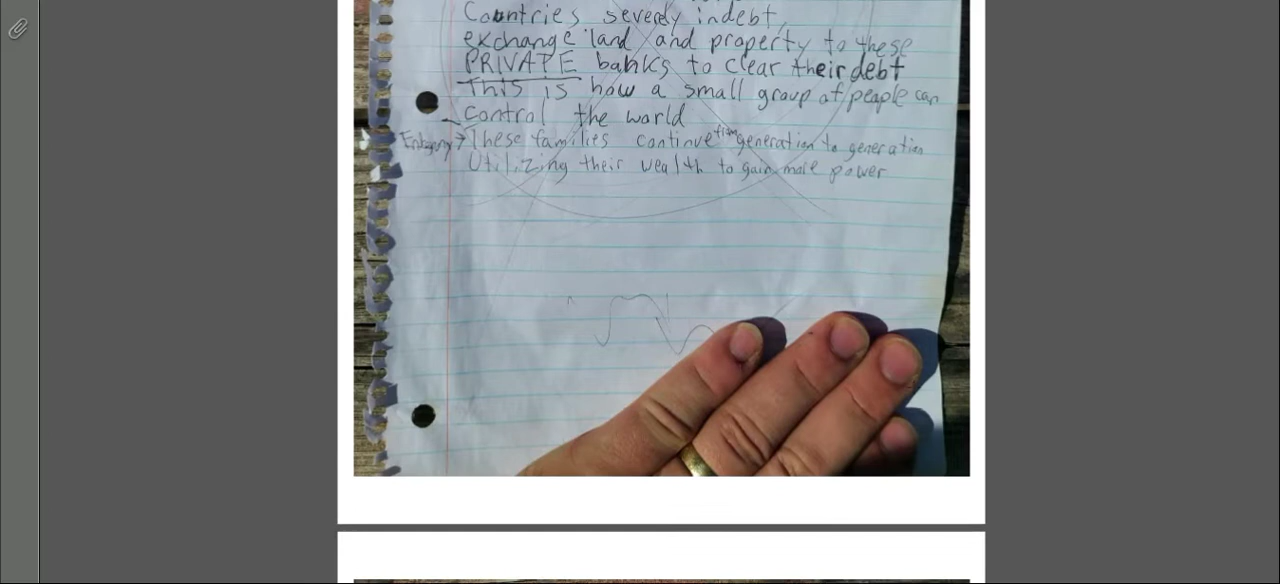 Countries severly indebt,
exchange land and property to these
PRIVATE banks to clear their debt
This is how a small group of people can
control the world
These families continue from generation to generation
Utilizing their wealth to gain more power